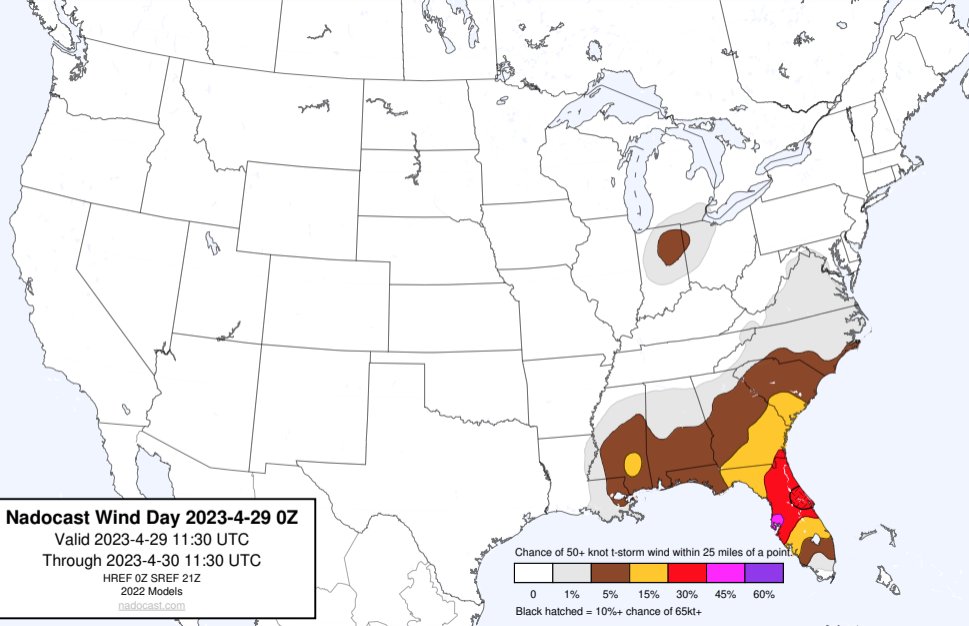 Nadocast Wind Day 2023-4-29 0Z
Valid 2023-4-29 11:30 UTC
Through 2023-4-30 11:30 UTC
HREF 0Z SREF 21Z
2022 Models
nadocast.com
Chance of 50+ knot t-storm wind within 25 miles of a point.
0 1% 5% 15% 30% 45% 60%
Black hatched = 10%+ chance of 65kt+